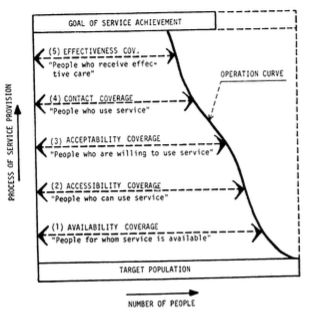 GOAL OF SERVICE ACHIEVEMENT
(5) EFFECTIVENESS COV.
"People who receive effec-
tive care"
OPERATION CURVE
(4) CONTACT COVERAGE
"People who use service"
(3) ACCEPTABILITY COVERAGE
"People who are willing to use service"
(2) ACCESSIBILITY COVERAGE
"People who can use service"
(1) AVAILABILITY COVERAGE
"People for whom service is available"
TARGET POPULATION
NUMBER OF PEOPLE
PROCESS OF SERVICE PROVISION